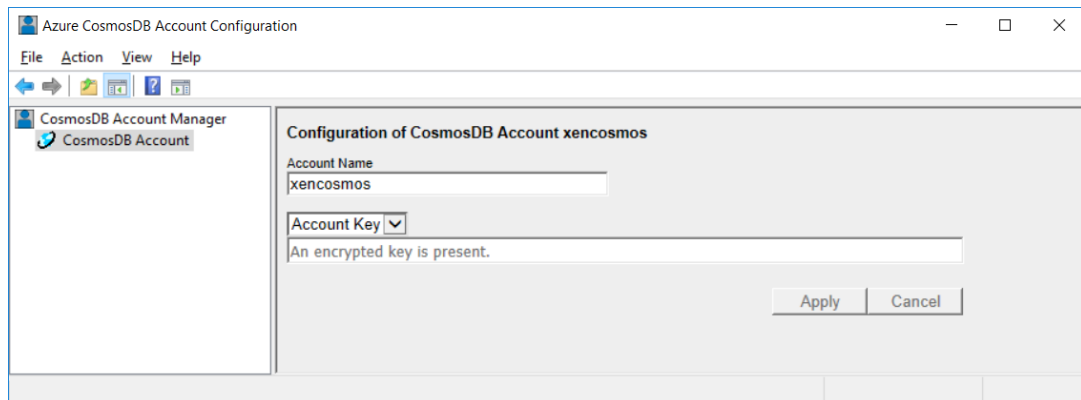 Azure CosmosDB Account Configuration
File Action View Help
CosmosDB Account Manager
CosmosDB Account
Configuration of CosmosDB Account xencosmos
Account Name
xencosmos
Account Key
An encrypted key is present.
Apply Cancel